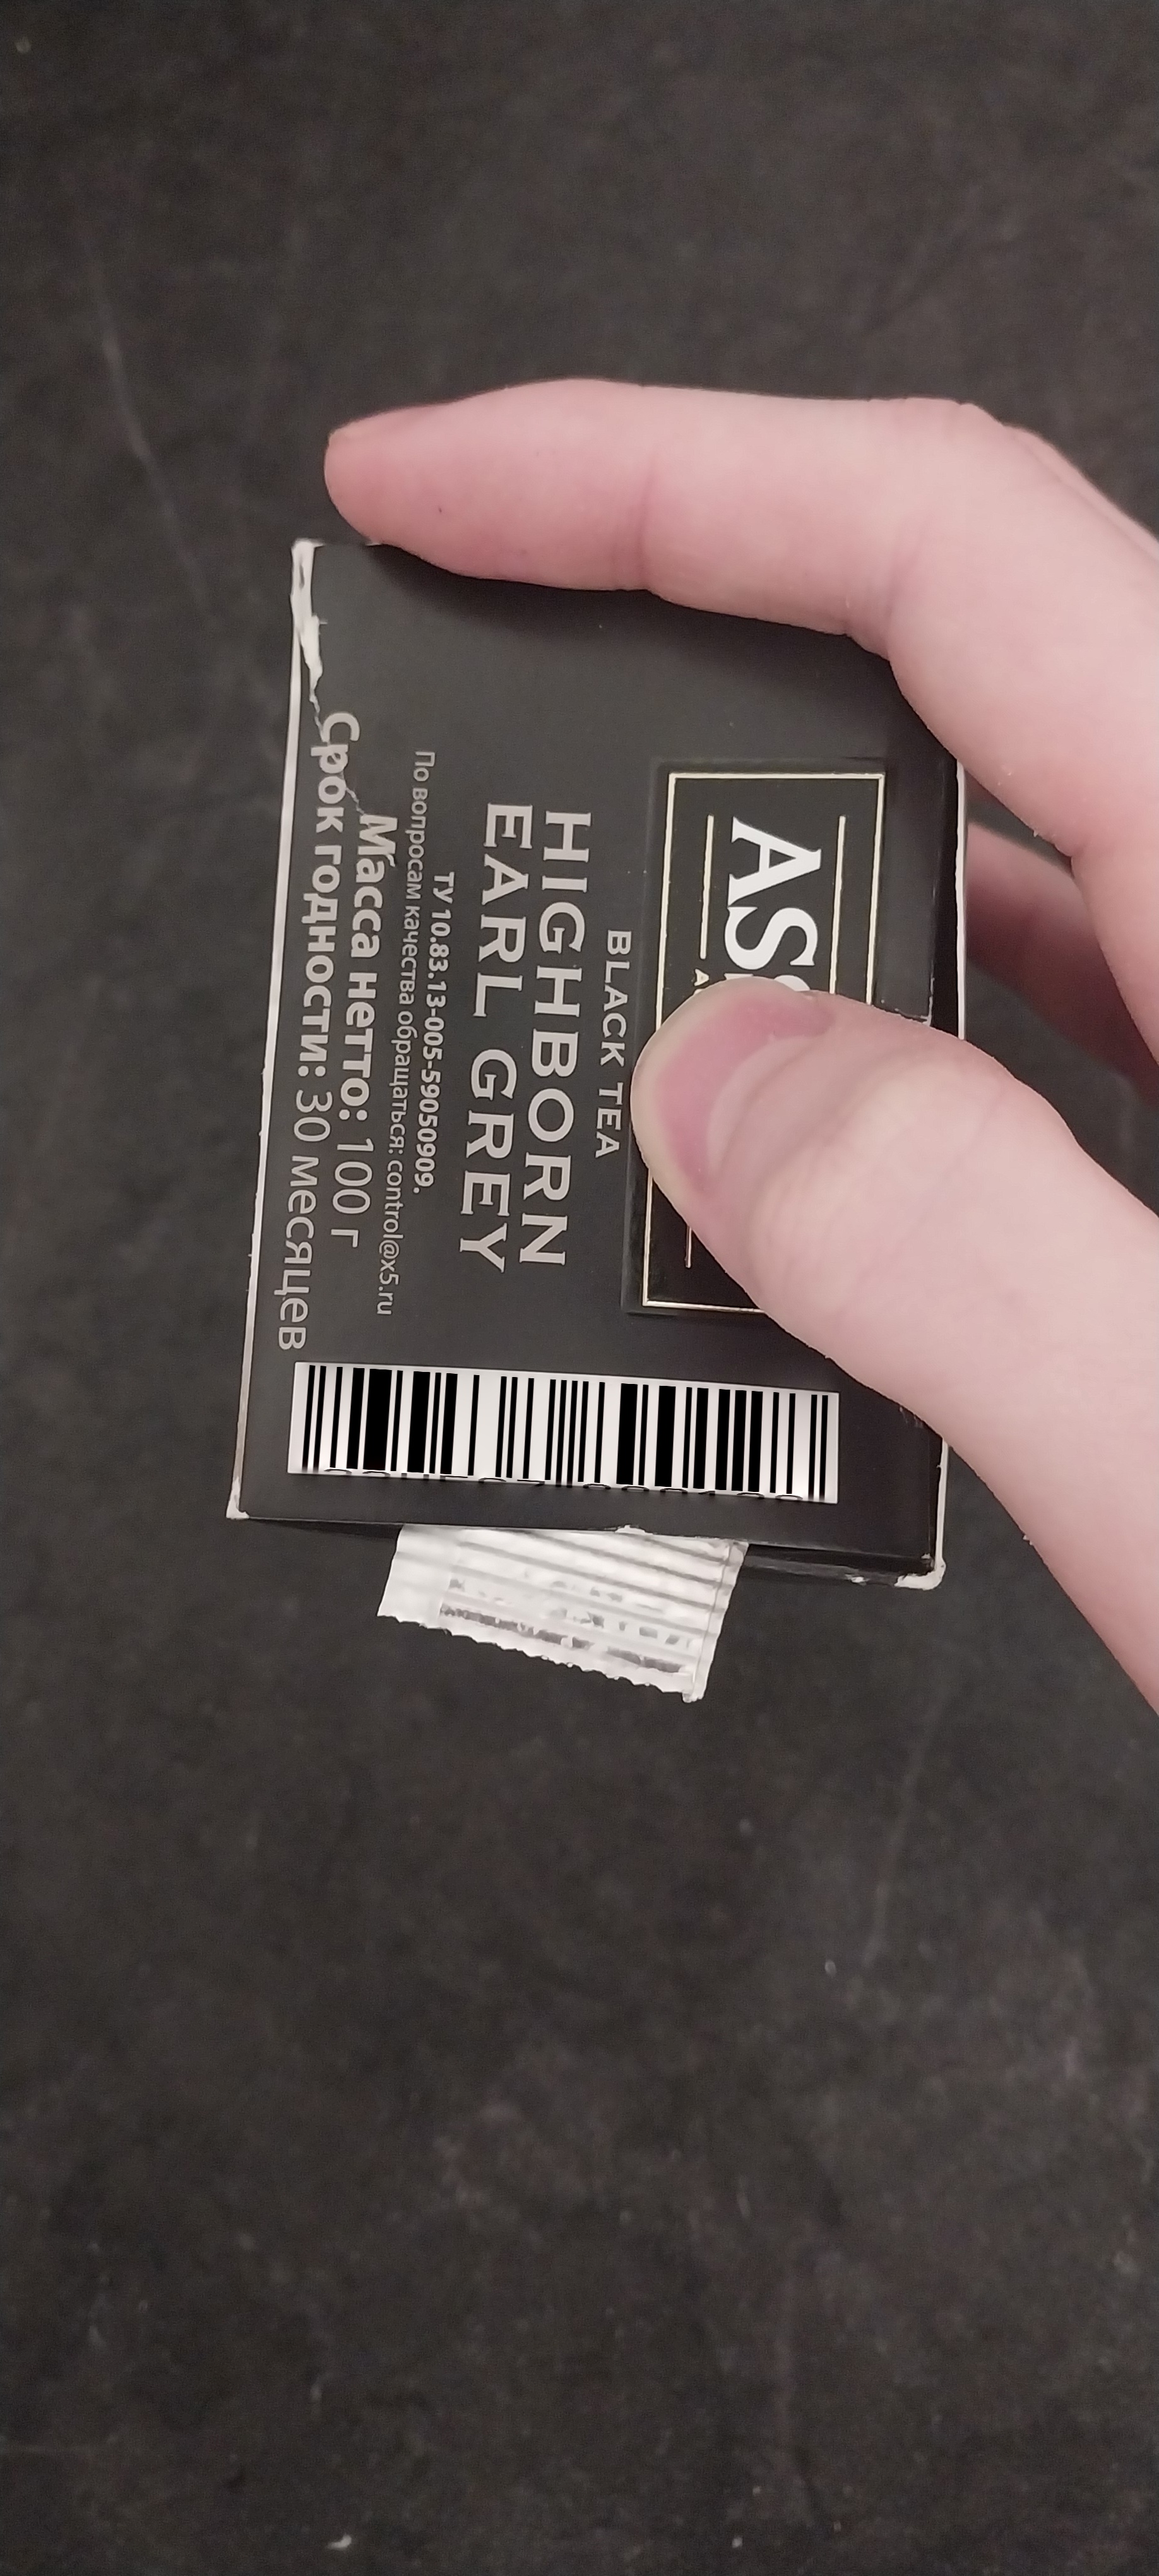 BLACK TEA
HIGHBORN
EARL GREY
ТУ 10.83.13-005-59050909.
По вопросам качества обращаться: control@x5.ru
Масса нетто: 100 г
Срок годности: 30 месяцев